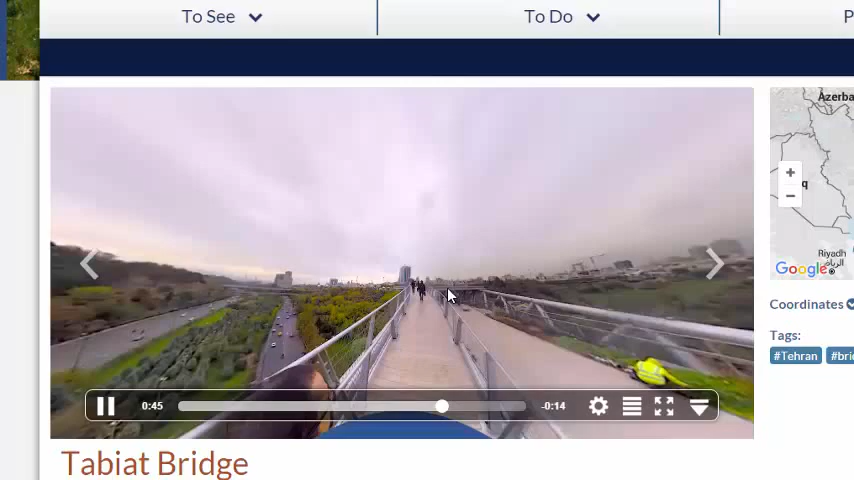 To See
To Do
P
Azerba
q
+
−
Riyadh
الرياض
Google
Coordinates
Tags:
#Tehran
#bri
0:45
-0:14
Tabiat Bridge